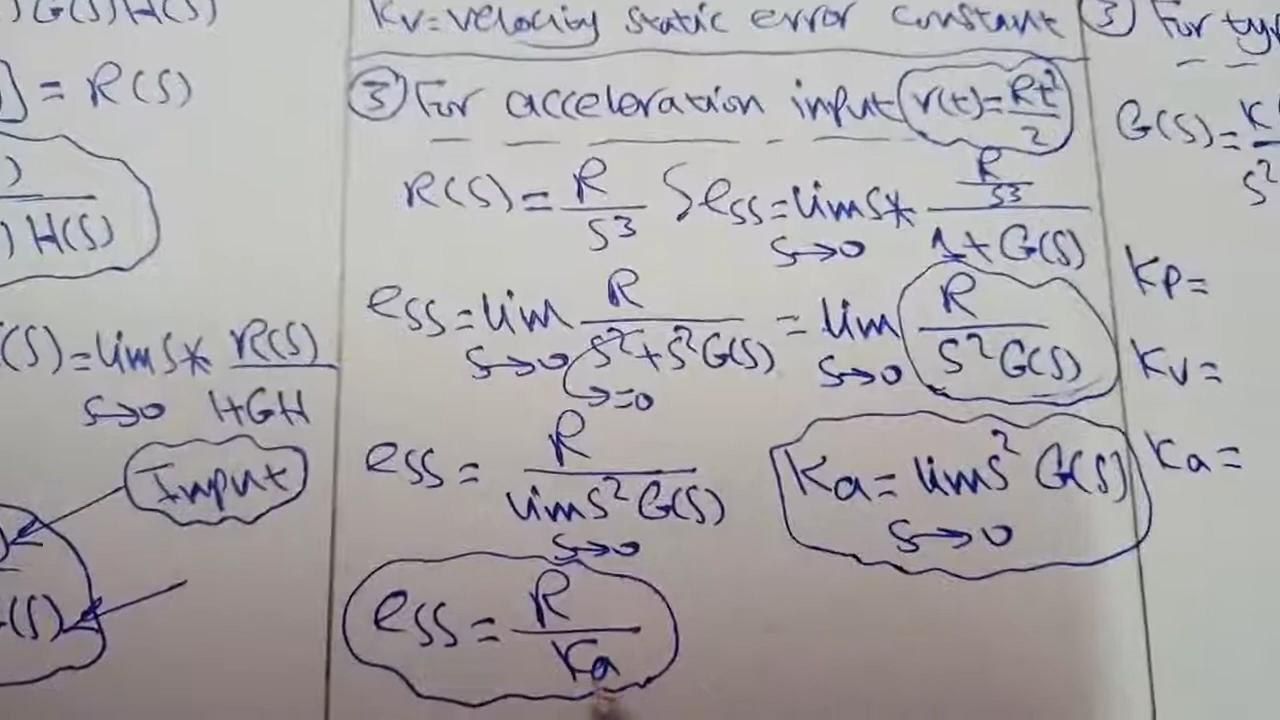 ) G(S)H(S)
] = R(S)
)
) H(S)
(S)=lim S* R(S)
S→0 1+GH
Input
(S)
Kv=velocity static error constant
③ For acceleration input r(t)=Rt²/2
R(S)=R/S³ } ess=lim S* (R/S³)/(1+G(S))
S→0
ess=lim R/(S²+S²G(S)) = lim R/(S²G(S))
S→0 →=0 S→0
ess= R/(lim S²G(S)) Ka=lim S² G(S)
S→0 S→0
ess= R/Ka
③ For
G(S)=K
S²
Kp=
Kv=
Ka=